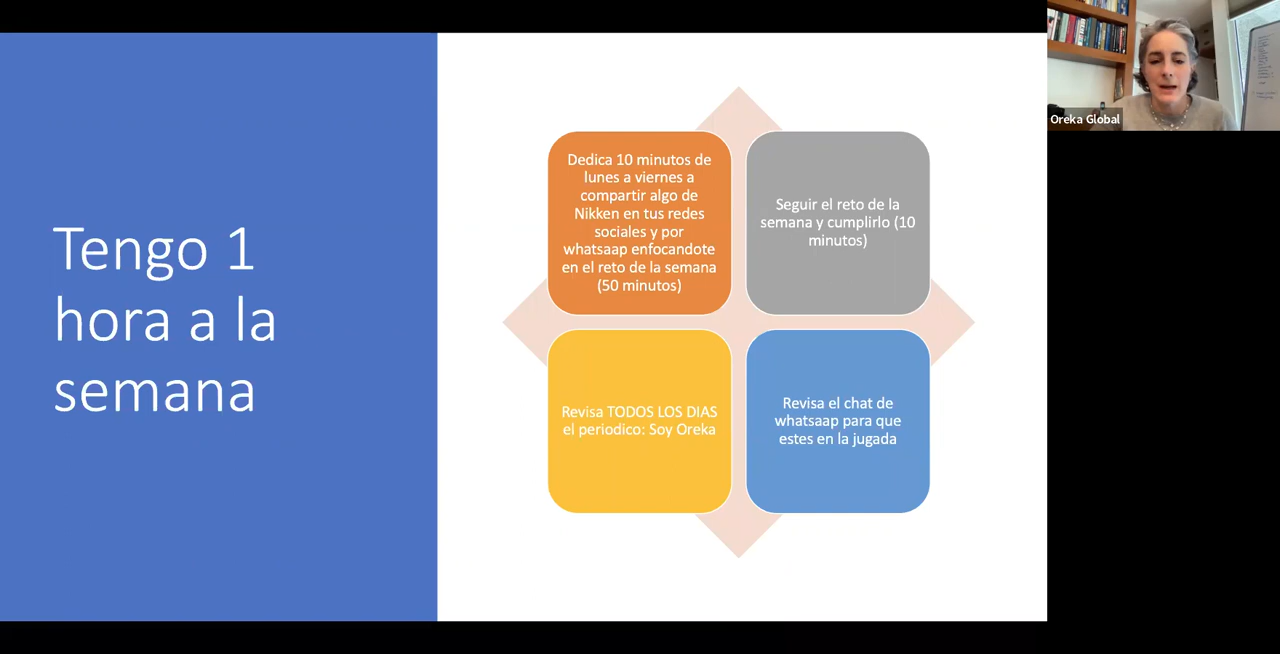 Tengo 1
hora a la
semana
Dedica 10 minutos de
lunes a viernes a
compartir algo de
Nikken en tus redes
sociales y por
whatsaap enfocandote
en el reto de la semana
(50 minutos)
Seguir el reto de la
semana y cumplirlo (10
minutos)
Revisa TODOS LOS DIAS
el periodico: Soy Oreka
Revisa el chat de
whatsaap para que
estes en la jugada
Oreka Global